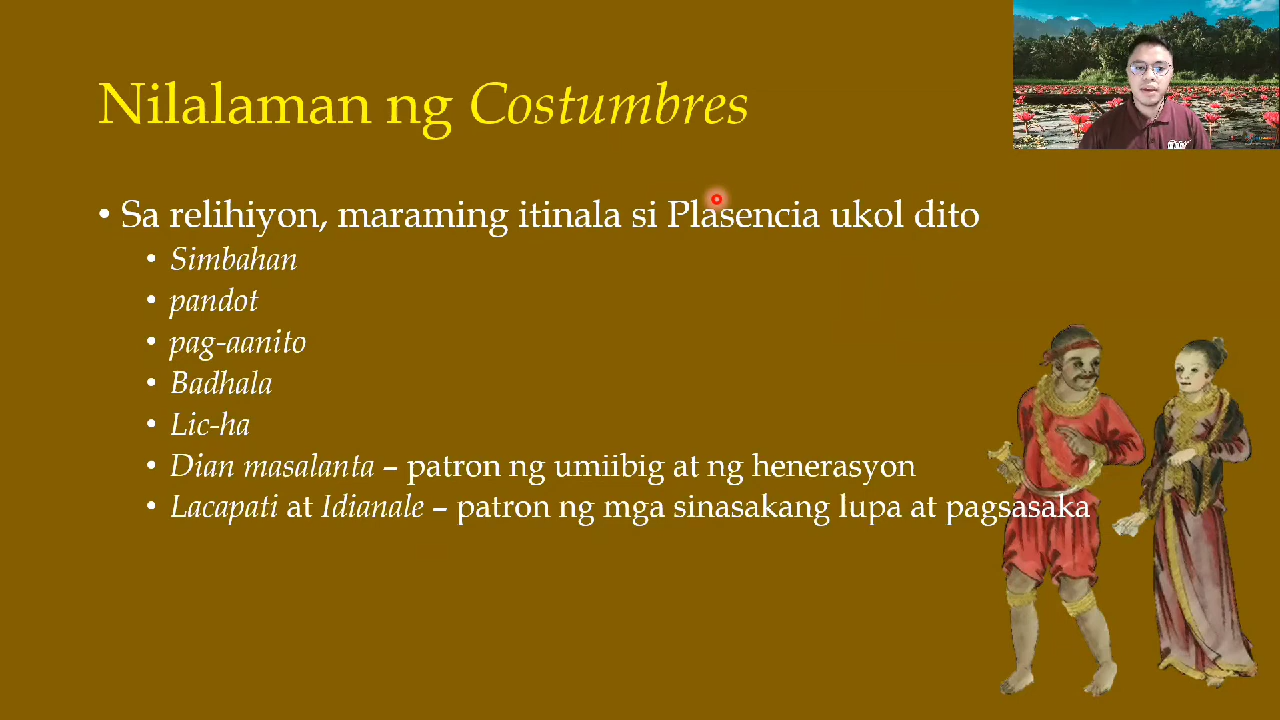 Nilalaman ng Costumbres
• Sa relihiyon, maraming itinala si Plasencia ukol dito
• Simbahan
• pandot
• pag-aanito
• Badhala
• Lic-ha
• Dian masalanta – patron ng umiibig at ng henerasyon
• Lacapati at Idianale – patron ng mga sinasakang lupa at pagsasaka